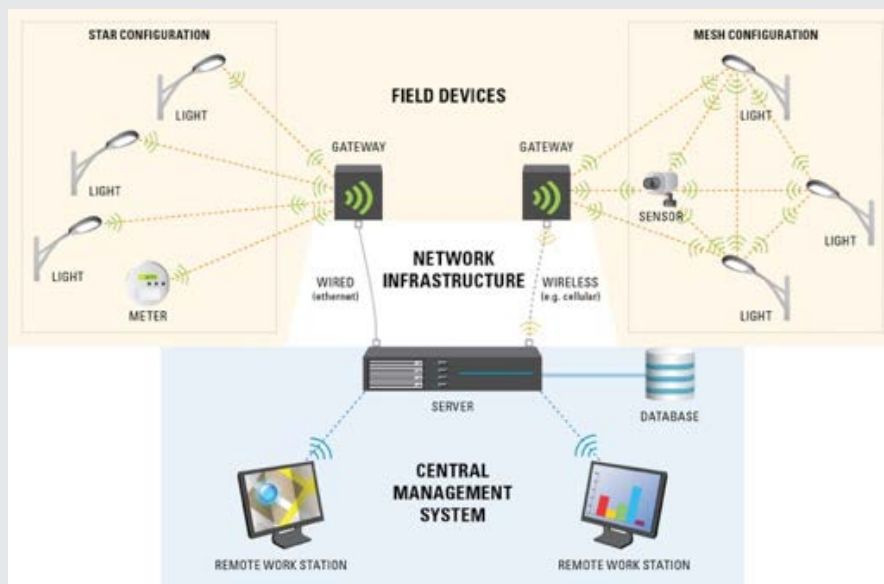 STAR CONFIGURATION
MESH CONFIGURATION
LIGHT
LIGHT
LIGHT
METER
FIELD DEVICES
GATEWAY
GATEWAY
LIGHT
SENSOR
LIGHT
LIGHT
NETWORK
INFRASTRUCTURE
WIRED
(ethernet)
WIRELESS
(e.g. cellular)
SERVER
DATABASE
CENTRAL
MANAGEMENT
SYSTEM
REMOTE WORK STATION
REMOTE WORK STATION